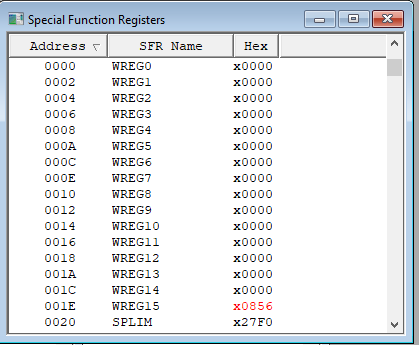 Special Function Registers
Address SFR Name Hex
0000 WREG0 x0000
0002 WREG1 x0000
0004 WREG2 x0000
0006 WREG3 x0000
0008 WREG4 x0000
000A WREG5 x0000
000C WREG6 x0000
000E WREG7 x0000
0010 WREG8 x0000
0012 WREG9 x0000
0014 WREG10 x0000
0016 WREG11 x0000
0018 WREG12 x0000
001A WREG13 x0000
001C WREG14 x0000
001E WREG15 x0856
0020 SPLIM x27F0